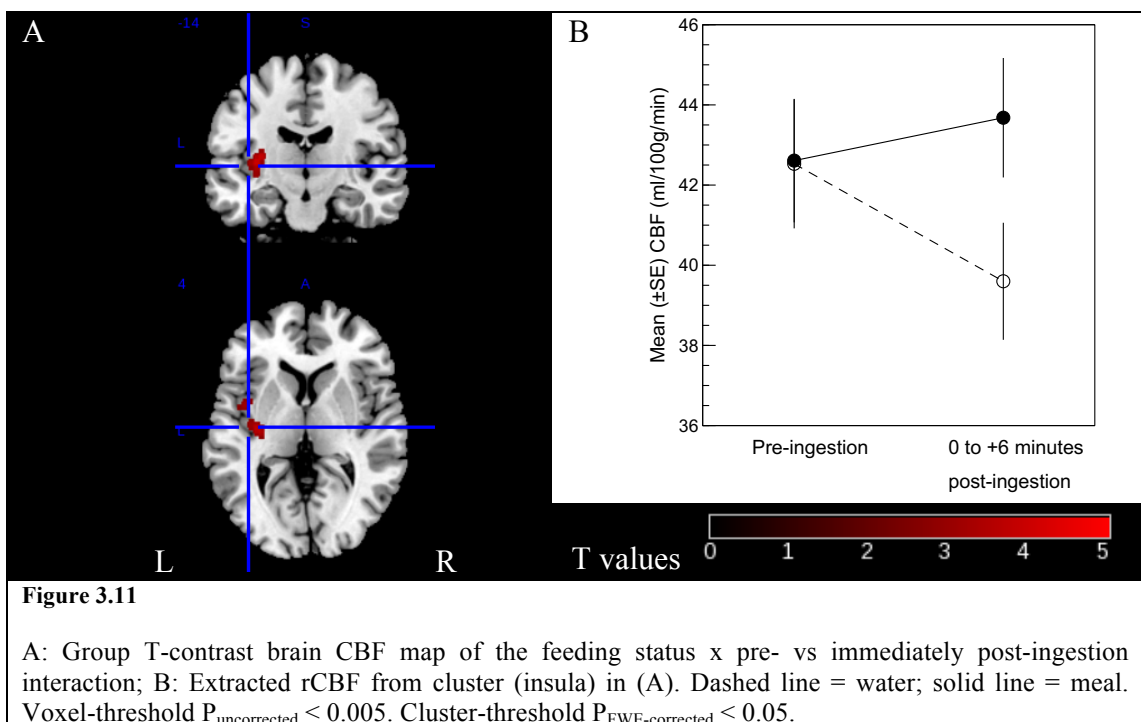 A
-14
S
L
4
A
L
R
B
46
44
42
40
38
36
Mean (±SE) CBF (ml/100g/min)
Pre-ingestion
0 to +6 minutes
post-ingestion
T values
0 1 2 3 4 5
Figure 3.11
A: Group T-contrast brain CBF map of the feeding status x pre- vs immediately post-ingestion
interaction; B: Extracted rCBF from cluster (insula) in (A). Dashed line = water; solid line = meal.
Voxel-threshold Puncorrected < 0.005. Cluster-threshold PFWE-corrected < 0.05.